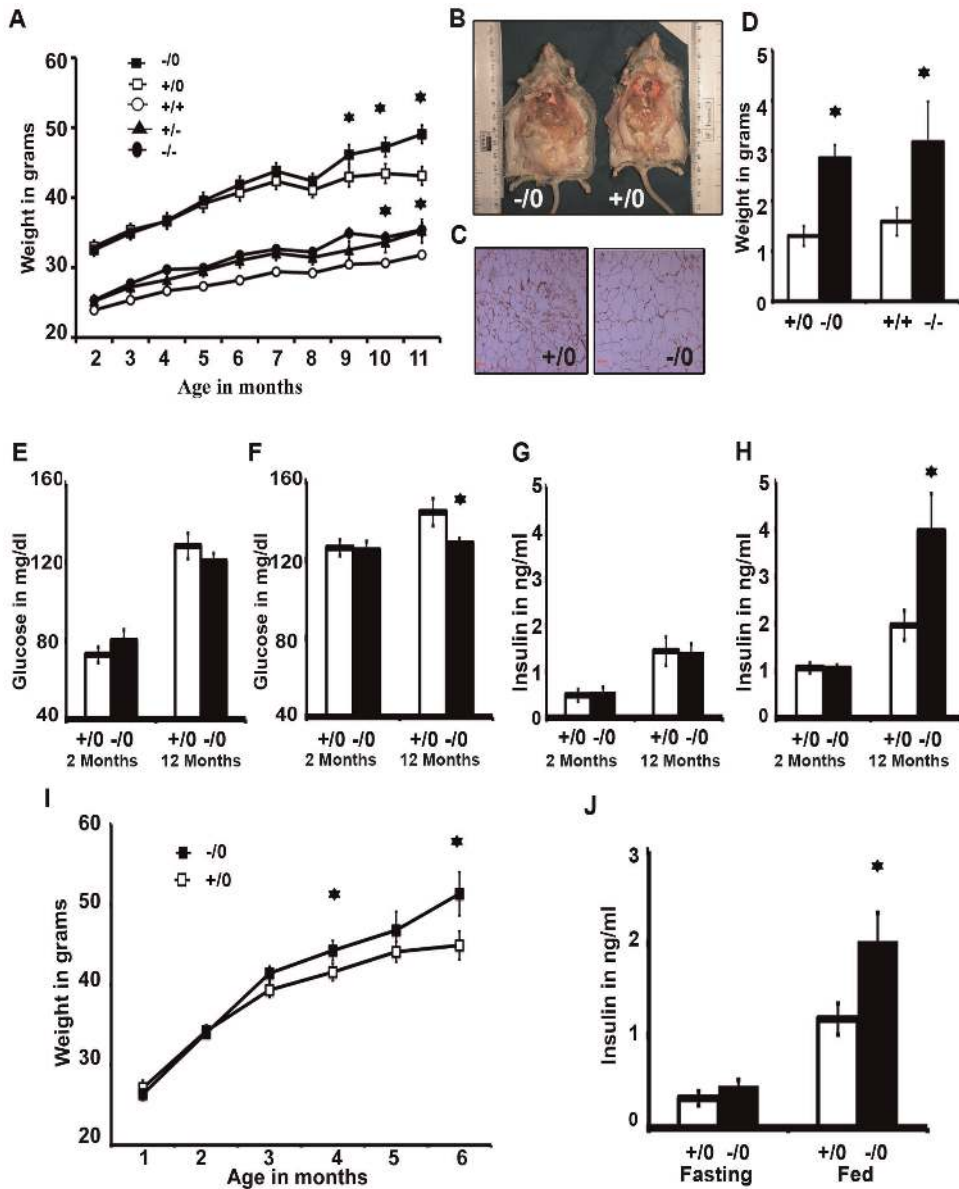 A
Weight in grams
60
50
40
30
20
-/0
+/0
+/+
+/-
-/-
2 3 4 5 6 7 8 9 10 11
Age in months
B
-/0 +/0
C
+/0 -/0
D
Weight in grams
5
4
3
2
1
0
+/0 -/0 +/+ -/-
E
Glucose in mg/dl
160
120
80
40
+/0 -/0 +/0 -/0
2 Months 12 Months
F
Glucose in mg/dl
160
120
80
40
+/0 -/0 +/0 -/0
2 Months 12 Months
G
Insulin in ng/ml
5
4
3
2
1
0
+/0 -/0 +/0 -/0
2 Months 12 Months
H
Insulin in ng/ml
5
4
3
2
1
0
+/0 -/0 +/0 -/0
2 Months 12 Months
I
Weight in grams
60
50
40
30
20
-/0
+/0
1 2 3 4 5 6
Age in months
J
Insulin in ng/ml
3
2
1
0
+/0 -/0 +/0 -/0
Fasting Fed